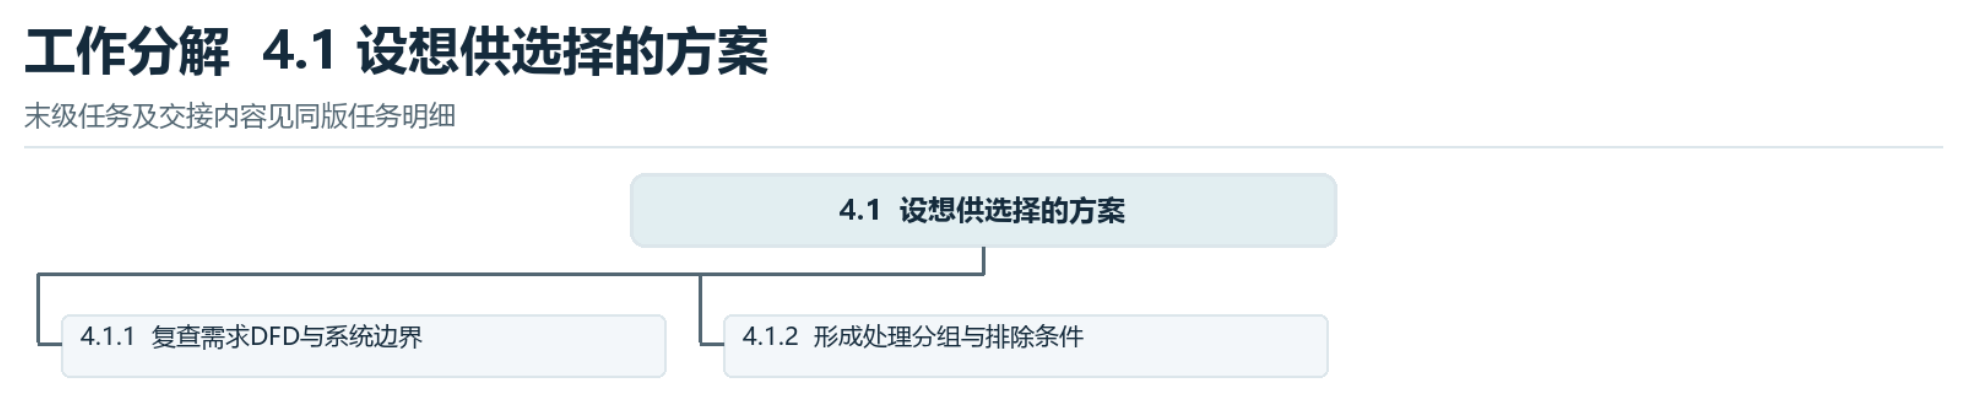 工作分解 4.1 设想供选择的方案
末级任务及交接内容见同版任务明细
4.1 设想供选择的方案
4.1.1 复查需求DFD与系统边界
4.1.2 形成处理分组与排除条件